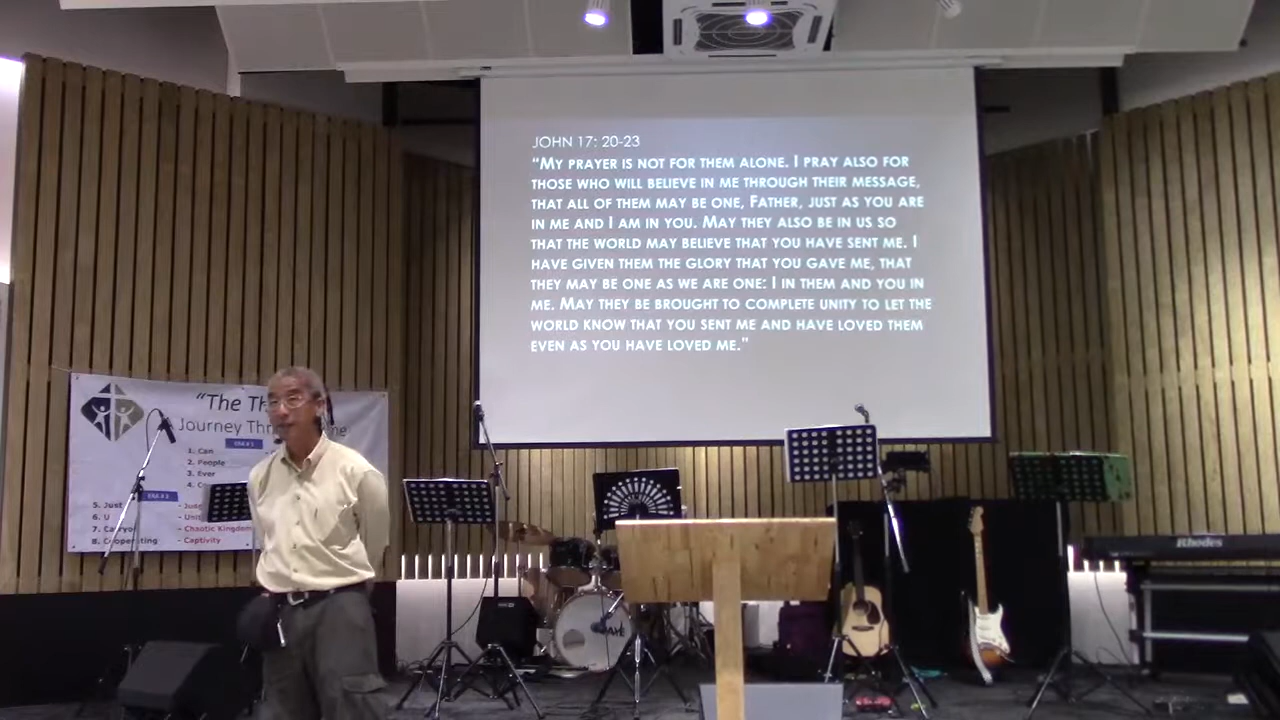 JOHN 17: 20-23
“MY PRAYER IS NOT FOR THEM ALONE. I PRAY ALSO FOR
THOSE WHO WILL BELIEVE IN ME THROUGH THEIR MESSAGE,
THAT ALL OF THEM MAY BE ONE, FATHER, JUST AS YOU ARE
IN ME AND I AM IN YOU. MAY THEY ALSO BE IN US SO
THAT THE WORLD MAY BELIEVE THAT YOU HAVE SENT ME. I
HAVE GIVEN THEM THE GLORY THAT YOU GAVE ME, THAT
THEY MAY BE ONE AS WE ARE ONE: I IN THEM AND YOU IN
ME. MAY THEY BE BROUGHT TO COMPLETE UNITY TO LET THE
WORLD KNOW THAT YOU SENT ME AND HAVE LOVED THEM
EVEN AS YOU HAVE LOVED ME.”
“The
Journey
ERA # 1
1. Can
2. People
3. Ever
4.
ERA # 2
5. Just
6. U
7. - Chaotic Kingdom
8. - Captivity
Rhodes